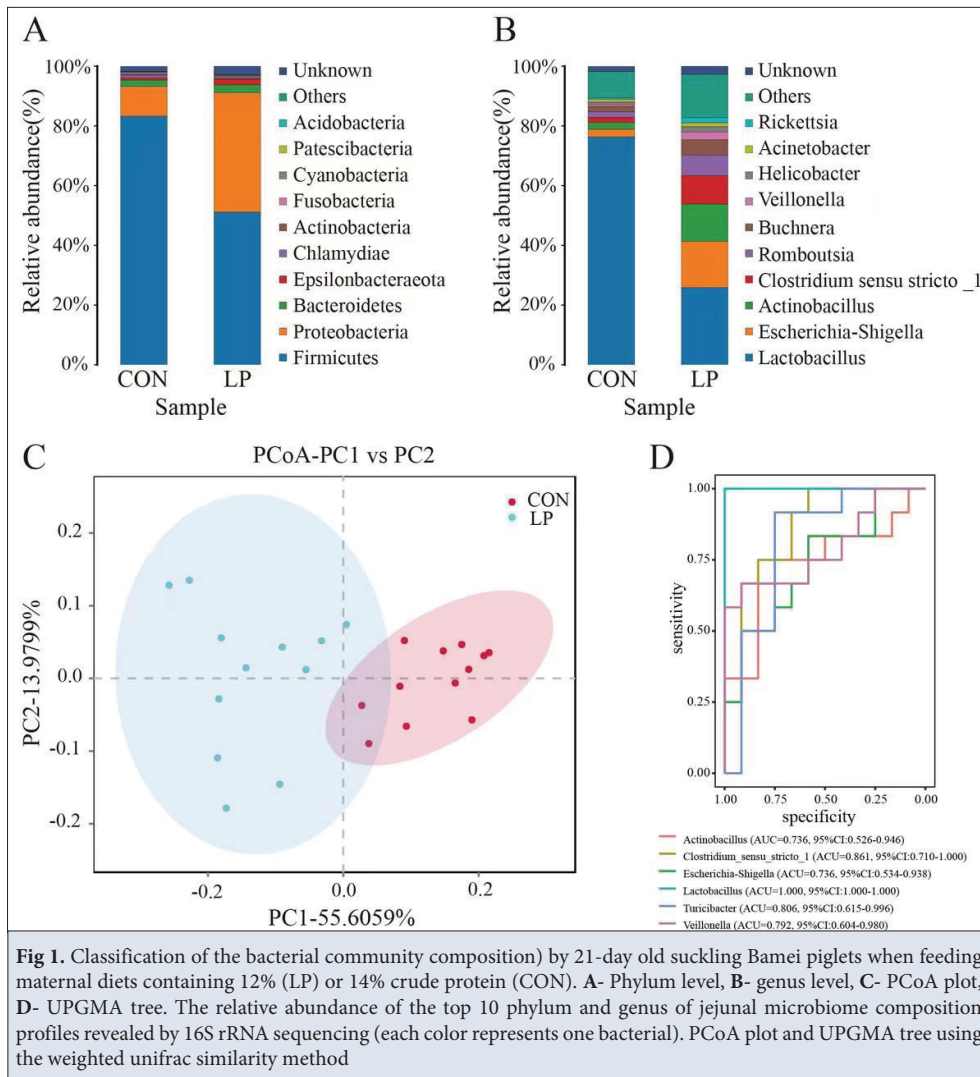 A
100%
80%
60%
40%
20%
0%
Relative abundance(%)
CON
LP
Sample
Unknown
Others
Acidobacteria
Patescibacteria
Cyanobacteria
Fusobacteria
Actinobacteria
Chlamydiae
Epsilonbacteraeota
Bacteroidetes
Proteobacteria
Firmicutes
B
100%
80%
60%
40%
20%
0%
Relative abundance(%)
CON
LP
Sample
Unknown
Others
Rickettsia
Acinetobacter
Helicobacter
Veillonella
Buchnera
Romboutsia
Clostridium sensu stricto _1
Actinobacillus
Escherichia-Shigella
Lactobacillus
C
PCoA-PC1 vs PC2
CON
LP
0.2
0.1
0.0
-0.1
-0.2
PC2-13.9799%
-0.2
0.0
0.2
PC1-55.6059%
D
1.00
0.75
0.50
0.25
0.00
sensitivity
1.00
0.75
0.50
0.25
0.00
specificity
Actinobacillus (AUC=0.736, 95%CI:0.526-0.946)
Clostridium_sensu_stricto_1 (ACU=0.861, 95%CI:0.710-1.000)
Escherichia-Shigella (ACU=0.736, 95%CI:0.534-0.938)
Lactobacillus (ACU=1.000, 95%CI:1.000-1.000)
Turicibacter (ACU=0.806, 95%CI:0.615-0.996)
Veillonella (ACU=0.792, 95%CI:0.604-0.980)
Fig 1. Classification of the bacterial community composition) by 21-day old suckling Bamei piglets when feeding
maternal diets containing 12% (LP) or 14% crude protein (CON). A- Phylum level, B- genus level, C- PCoA plot,
D- UPGMA tree. The relative abundance of the top 10 phylum and genus of jejunal microbiome composition
profiles revealed by 16S rRNA sequencing (each color represents one bacterial). PCoA plot and UPGMA tree using
the weighted unifrac similarity method